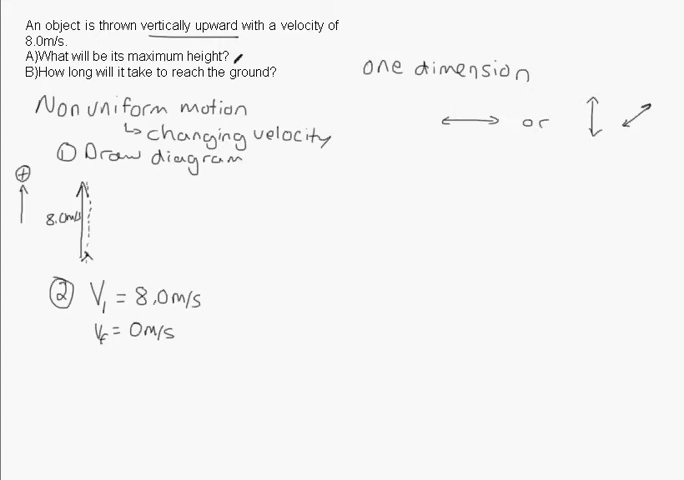 An object is thrown vertically upward with a velocity of
8.0m/s.
A)What will be its maximum height?
B)How long will it take to reach the ground?
one dimension
or
Non uniform motion
↳ changing velocity
① Draw diagram
⊕
8.0m/s
② V₁ = 8.0m/s
Vf = 0m/s